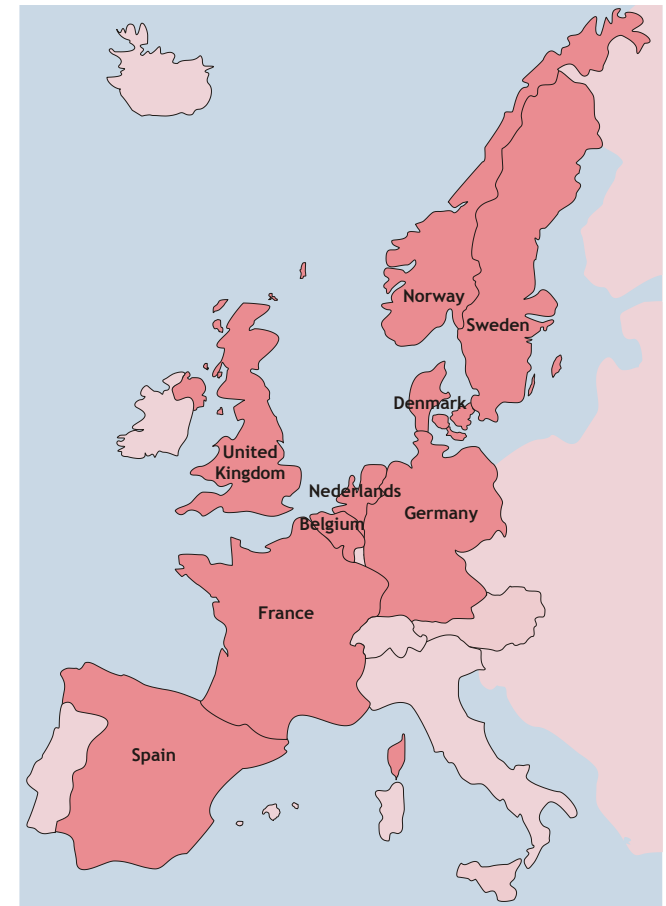 Norway
Sweden
Denmark
United
Kingdom
Nederlands
Germany
Belgium
France
Spain